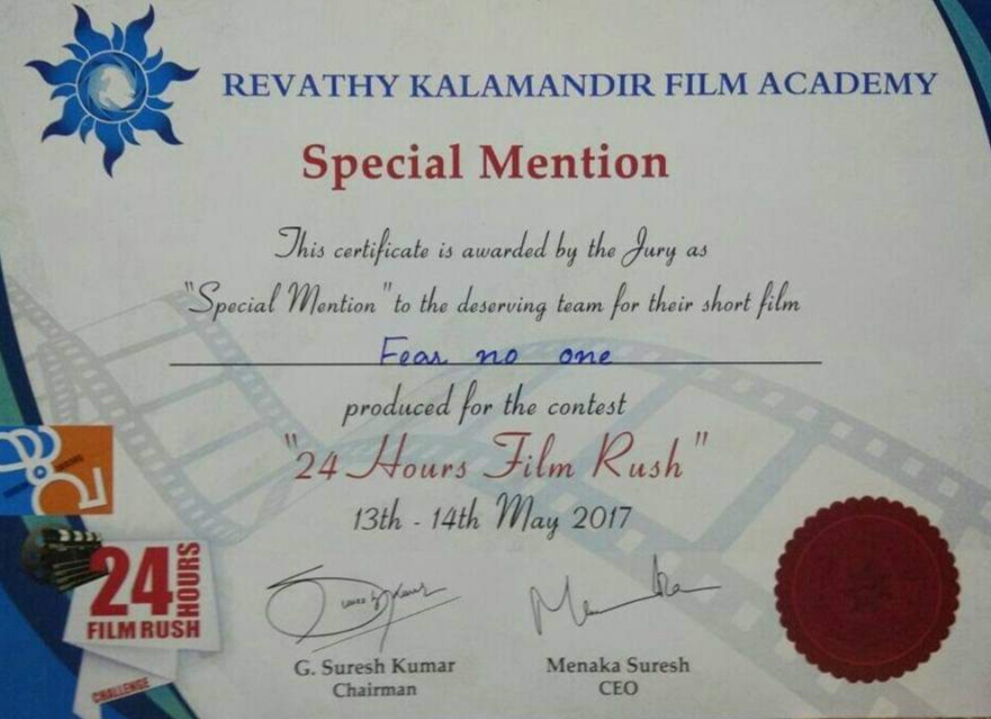 REVATHY KALAMANDIR FILM ACADEMY
Special Mention
This certificate is awarded by the Jury as
"Special Mention" to the deserving team for their short film
Fear no one
produced for the contest
"24 Hours Film Rush"
13th - 14th May 2017
24 HOURS
FILM RUSH
CHALLENGE
G. Suresh Kumar
Chairman
Menaka Suresh
CEO